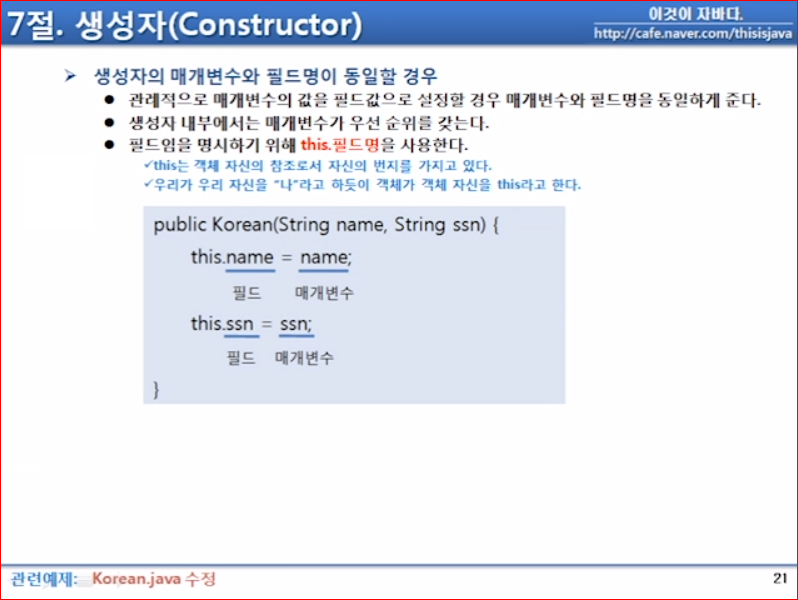 7절. 생성자(Constructor)
이것이 자바다.
http://cafe.naver.com/thisisjava
➤ 생성자의 매개변수와 필드명이 동일할 경우
● 관례적으로 매개변수의 값을 필드값으로 설정할 경우 매개변수와 필드명을 동일하게 준다.
● 생성자 내부에서는 매개변수가 우선 순위를 갖는다.
● 필드임을 명시하기 위해 this.필드명을 사용한다.
✓this는 객체 자신의 참조로서 자신의 번지를 가지고 있다.
✓우리가 우리 자신을 "나"라고 하듯이 객체가 객체 자신을 this라고 한다.
public Korean(String name, String ssn) {
this.name = name;
필드 매개변수
this.ssn = ssn;
필드 매개변수
}
관련예제: Korean.java 수정
21